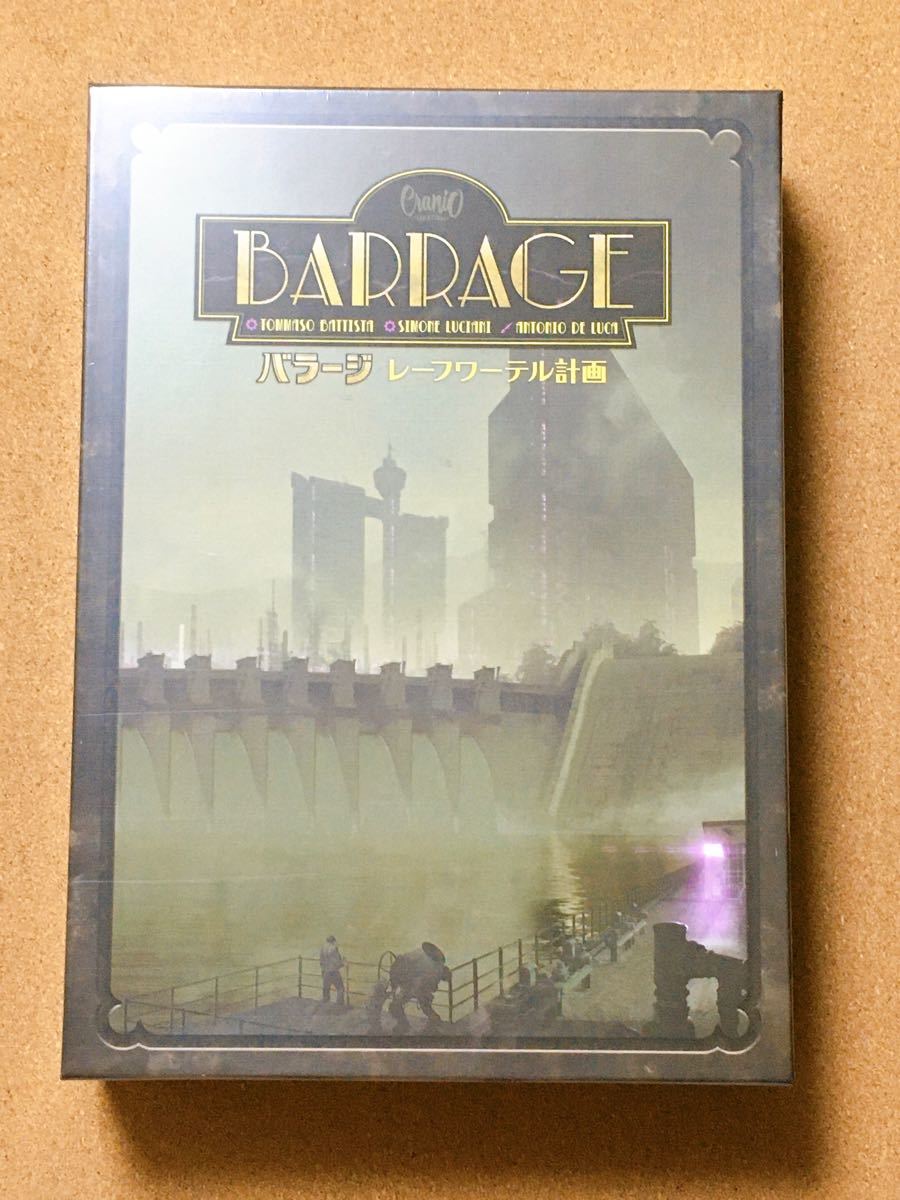 Cranio
BARRAGE
TOMMASO BATTISTA SIMONE LUCIANI ANTONIO DE LUCA
バラージ レーフワーテル計画